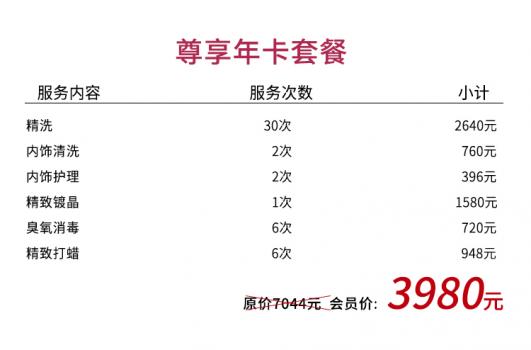 尊享年卡套餐
服务内容 服务次数 小计
精洗 30次 2640元
内饰清洗 2次 760元
内饰护理 2次 396元
精致镀晶 1次 1580元
臭氧消毒 6次 720元
精致打蜡 6次 948元
原价7044元 会员价: 3980元